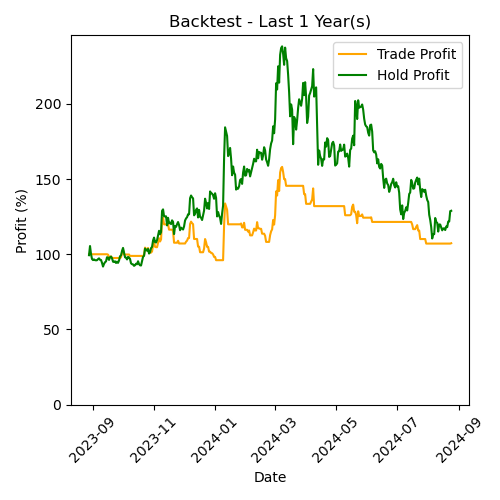 Backtest - Last 1 Year(s)
Trade Profit
Hold Profit
Profit (%)
200
150
100
50
0
2023-09
2023-11
2024-01
2024-03
2024-05
2024-07
2024-09
Date